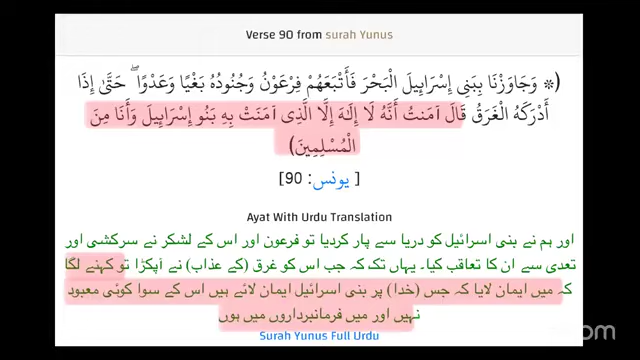 Verse 90 from surah Yunus
(۞ وَجَاوَزْنَا بِبَنِي إِسْرَائِيلَ الْبَحْرَ فَأَتْبَعَهُمْ فِرْعَوْنُ وَجُنُودُهُ بَغْيًا وَعَدْوًا ۖ حَتَّىٰ إِذَا
أَدْرَكَهُ الْغَرَقُ قَالَ آمَنتُ أَنَّهُ لَا إِلَٰهَ إِلَّا الَّذِي آمَنَتْ بِهِ بَنُو إِسْرَائِيلَ وَأَنَا مِنَ
الْمُسْلِمِينَ)
[ يونس: 90]
Ayat With Urdu Translation
اور ہم نے بنی اسرائیل کو دریا سے پار کردیا تو فرعون اور اس کے لشکر نے سرکشی اور
تعدی سے ان کا تعاقب کیا۔ یہاں تک کہ جب اس کو غرق (کے عذاب) نے آپکڑا تو کہنے لگا
کہ میں ایمان لایا کہ جس (خدا) پر بنی اسرائیل ایمان لائے ہیں اس کے سوا کوئی معبود
نہیں اور میں فرمانبرداروں میں ہوں
Surah Yunus Full Urdu
.com